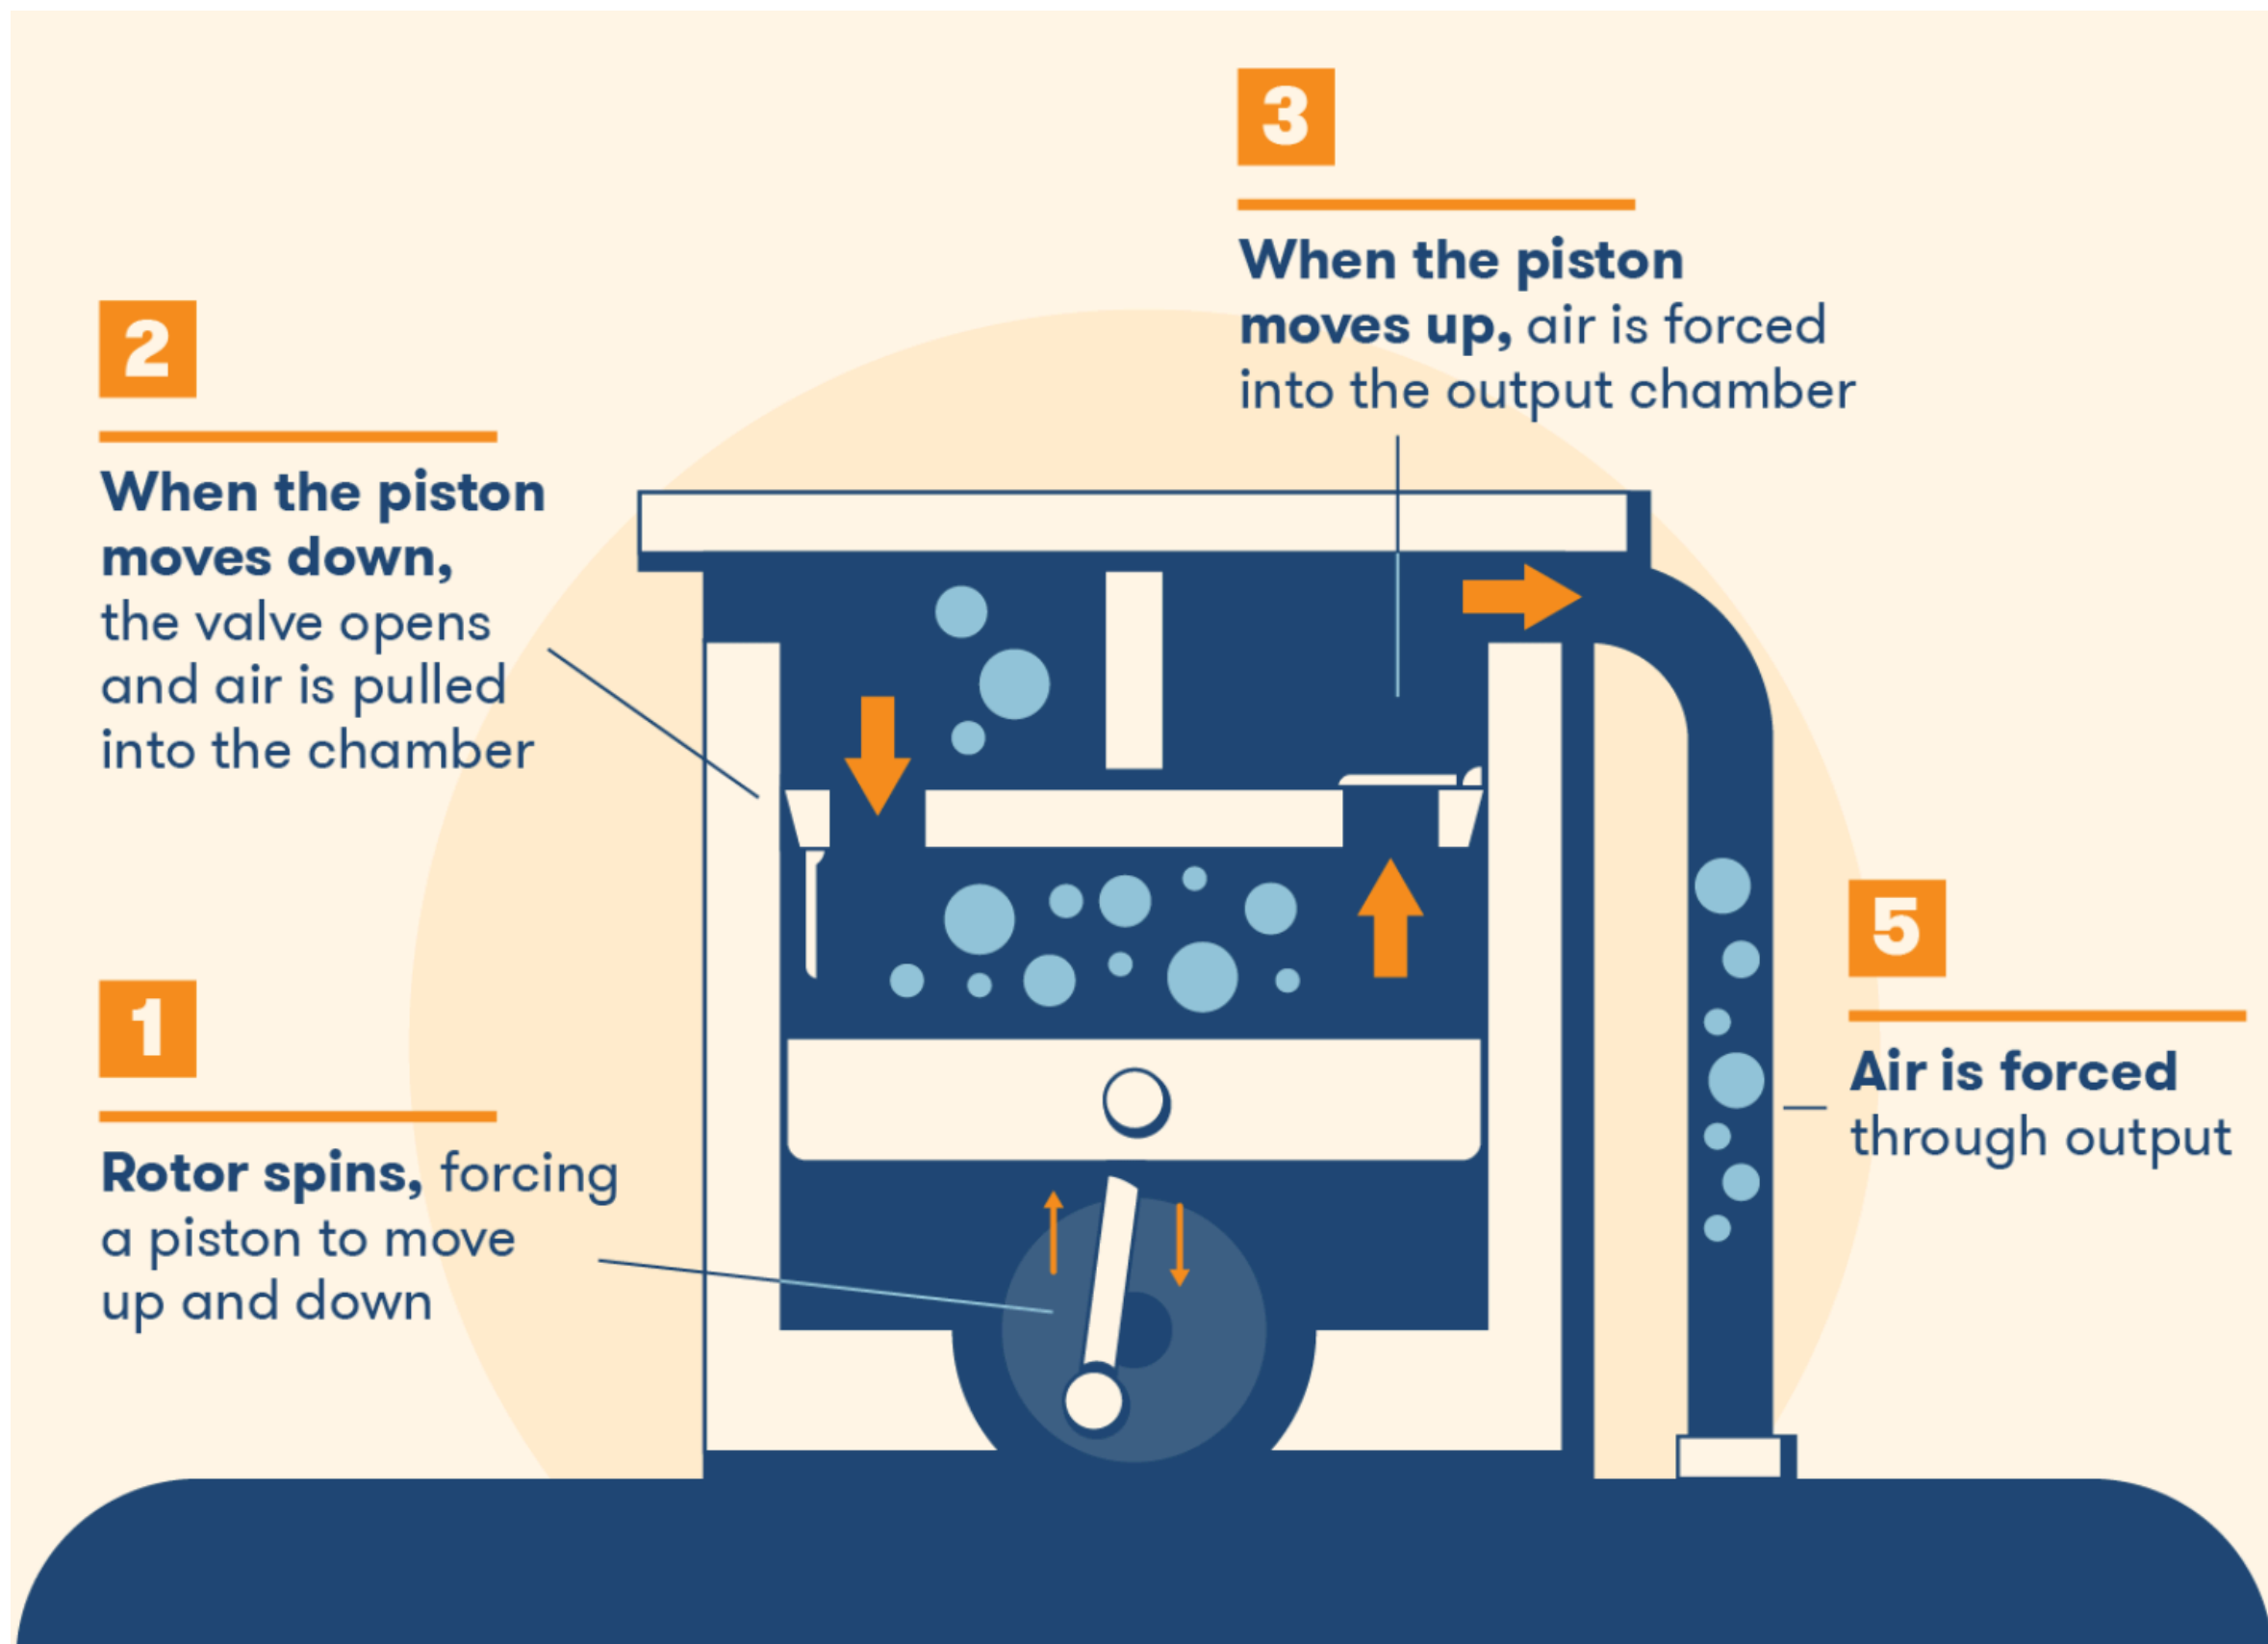 1
Rotor spins, forcing
a piston to move
up and down
2
When the piston
moves down,
the valve opens
and air is pulled
into the chamber
3
When the piston
moves up, air is forced
into the output chamber
5
Air is forced
through output